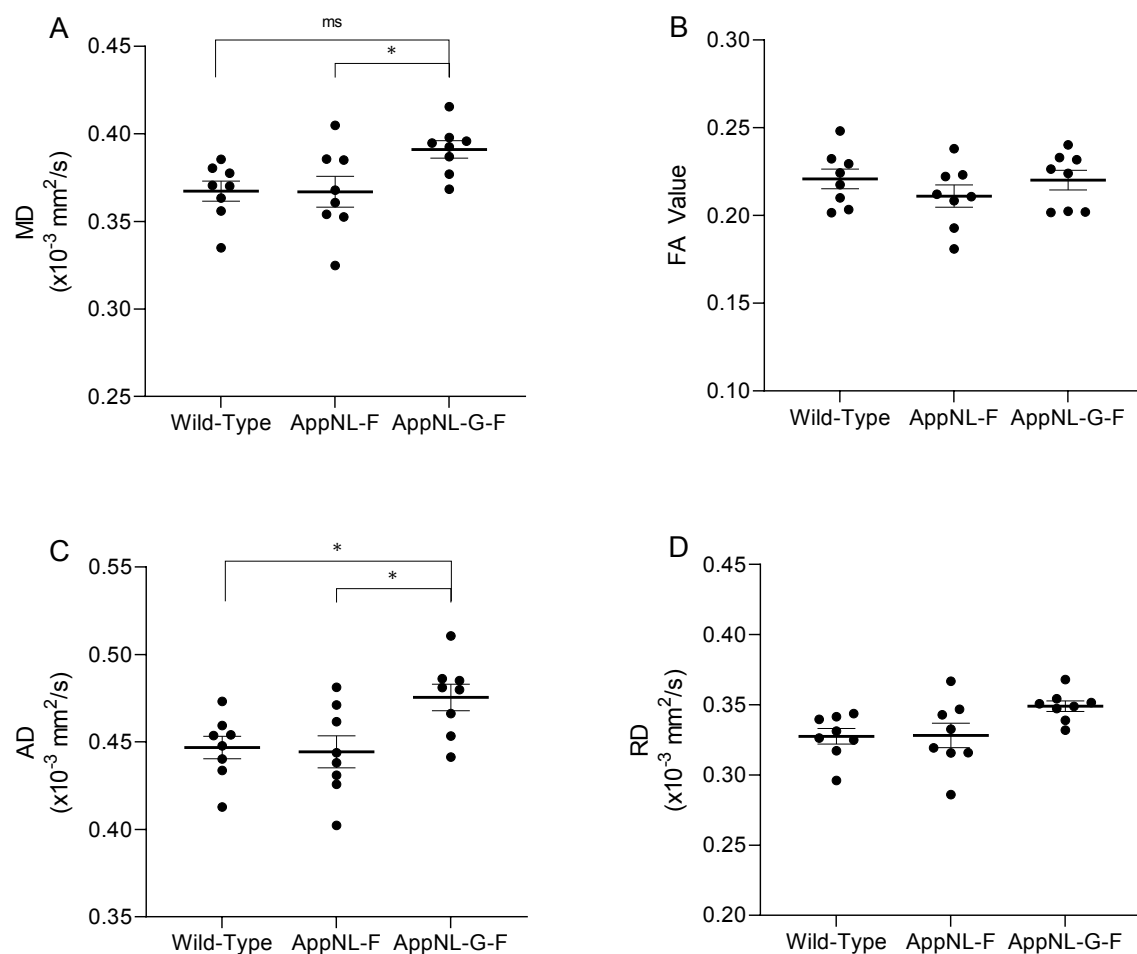 A
ms
*
0.45
0.40
0.35
0.30
0.25
MD
(x10⁻³ mm²/s)
Wild-Type AppNL-F AppNL-G-F
B
0.30
0.25
0.20
0.15
0.10
FA Value
Wild-Type AppNL-F AppNL-G-F
C
*
*
0.55
0.50
0.45
0.40
0.35
AD
(x10⁻³ mm²/s)
Wild-Type AppNL-F AppNL-G-F
D
0.45
0.40
0.35
0.30
0.25
0.20
RD
(x10⁻³ mm²/s)
Wild-Type AppNL-F AppNL-G-F